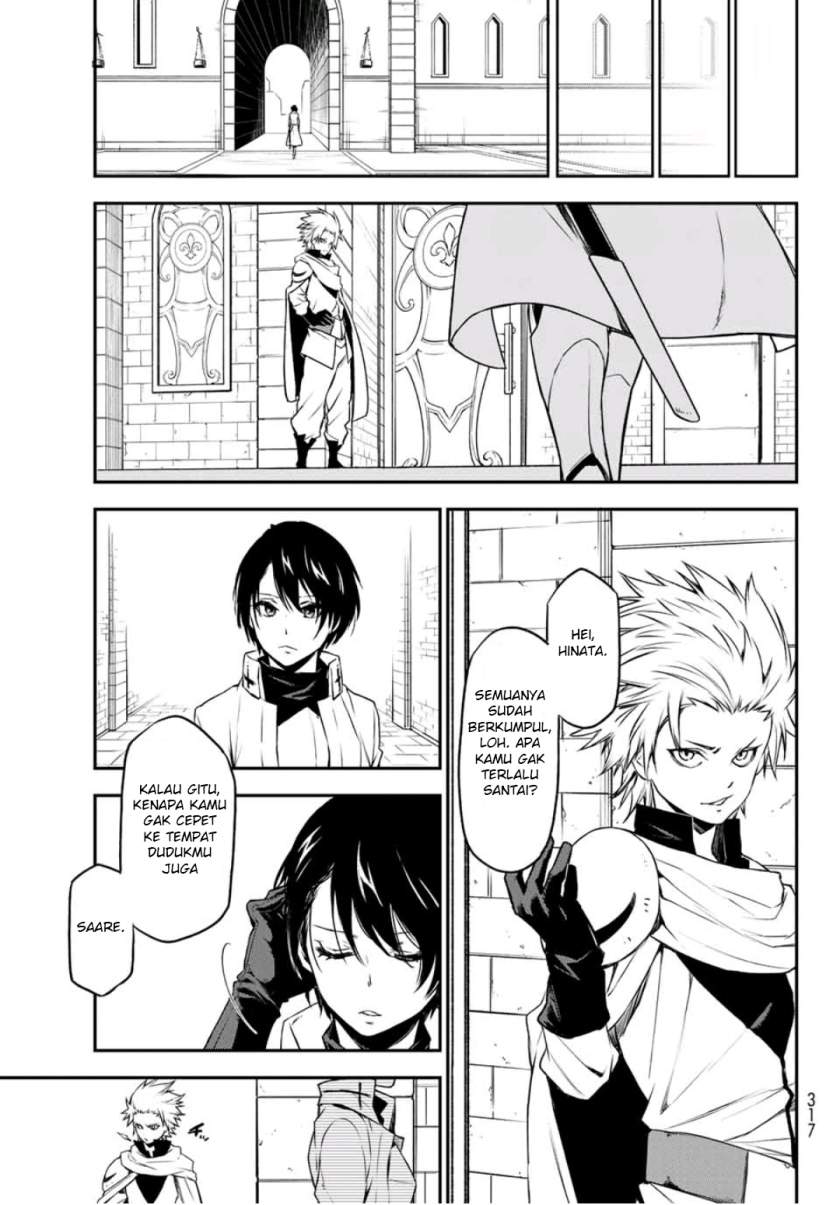 HEI,
HINATA.
SEMUANYA
SUDAH
BERKUMPUL,
LOH. APA
KAMU GAK
TERLALU
SANTAI?
KALAU GITU,
KENAPA KAMU
GAK CEPET
KE TEMPAT
DUDUKMU
JUGA
SAARE.
チ…
317